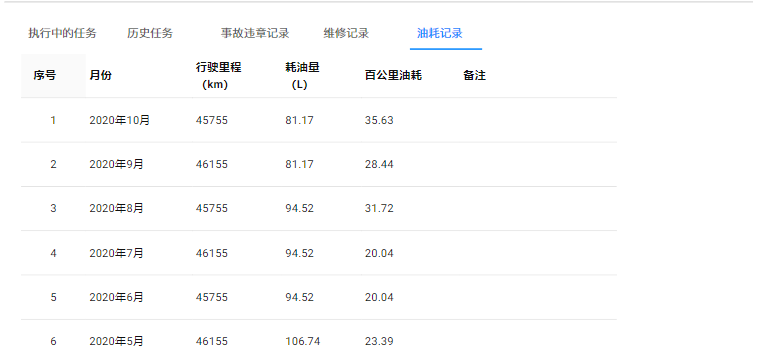 执行中的任务 历史任务 事故违章记录 维修记录 油耗记录
序号 月份 行驶里程（km） 耗油量（L） 百公里油耗 备注
1 2020年10月 45755 81.17 35.63
2 2020年9月 46155 81.17 28.44
3 2020年8月 45755 94.52 31.72
4 2020年7月 46155 94.52 20.04
5 2020年6月 45755 94.52 20.04
6 2020年5月 46155 106.74 23.39